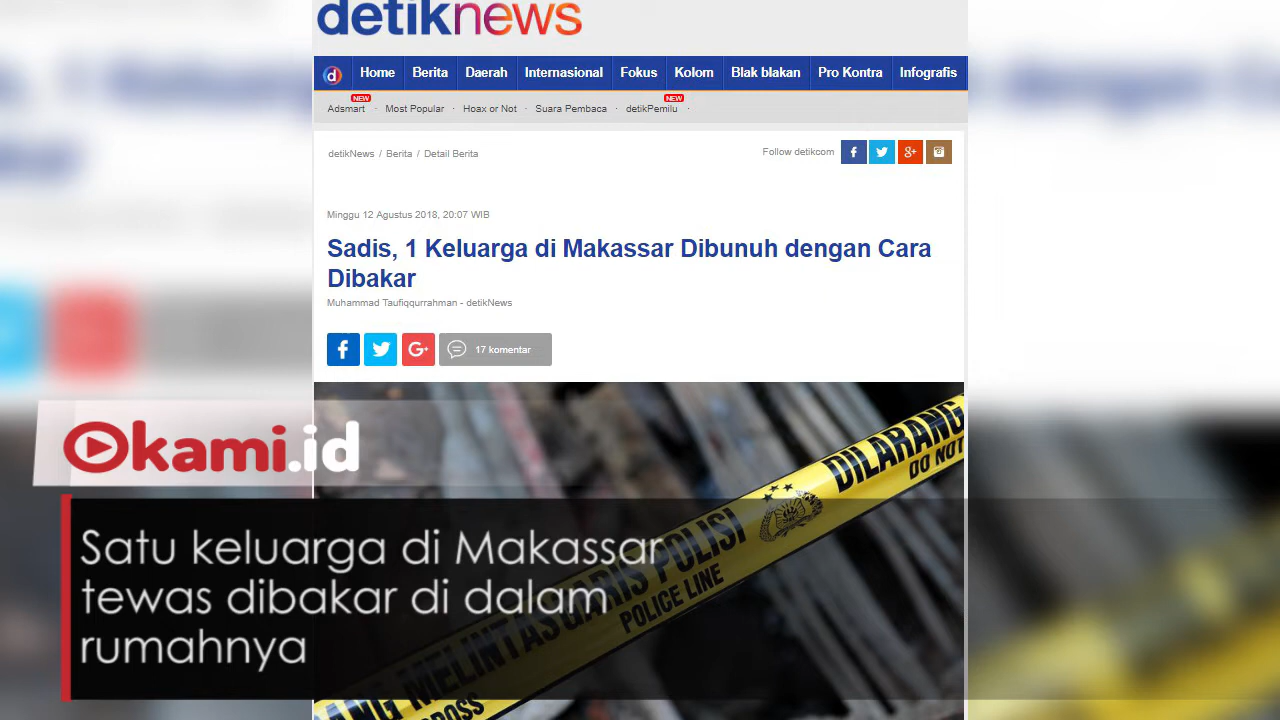 detiknews
d Home Berita Daerah Internasional Fokus Kolom Blak blakan Pro Kontra Infografis
NEW NEW
Adsmart · Most Popular · Hoax or Not · Suara Pembaca · detikPemilu ·
detikNews / Berita / Detail Berita
Follow detikcom f g+
Minggu 12 Agustus 2018, 20:07 WIB
Sadis, 1 Keluarga di Makassar Dibunuh dengan Cara
Dibakar
Muhammad Taufiqqurrahman - detikNews
f G+ 17 komentar
Okami.id
Satu keluarga di Makassar
tewas dibakar di dalam
rumahnya
DILARANG
DO NOT
MELINTAS GARIS POLISI
POLICE LINE